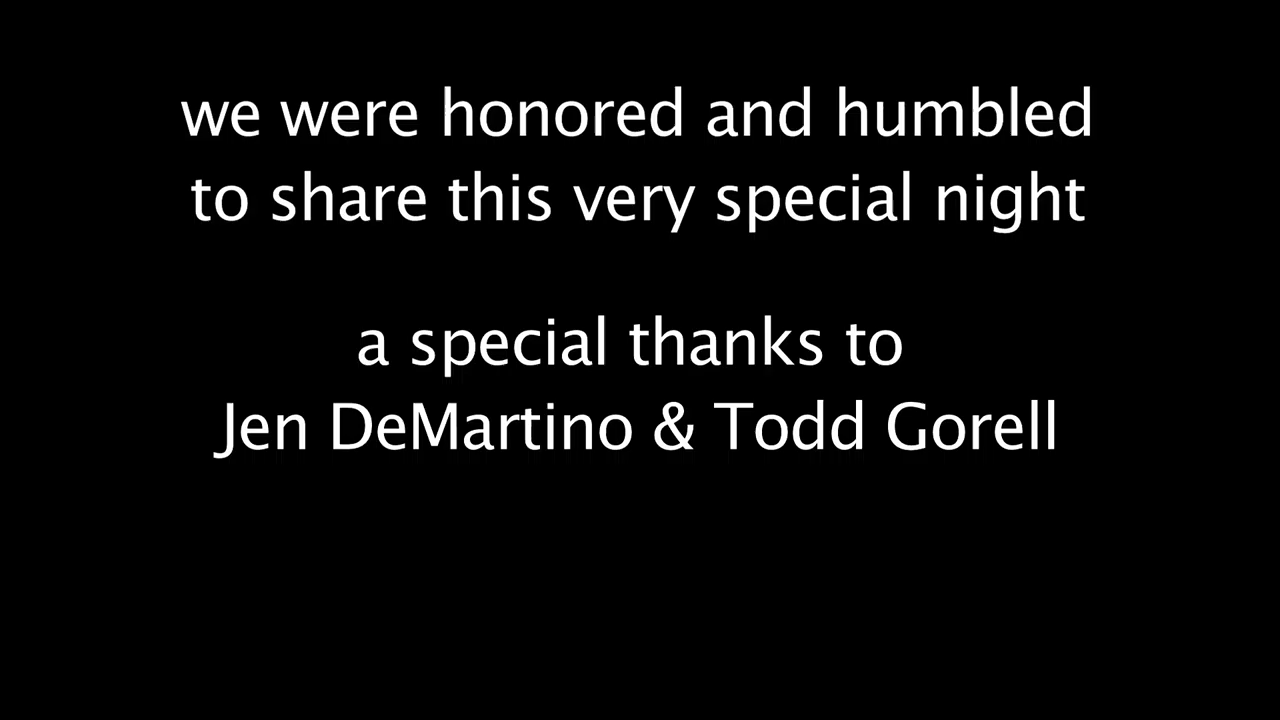 we were honored and humbled
to share this very special night
a special thanks to
Jen DeMartino & Todd Gorell